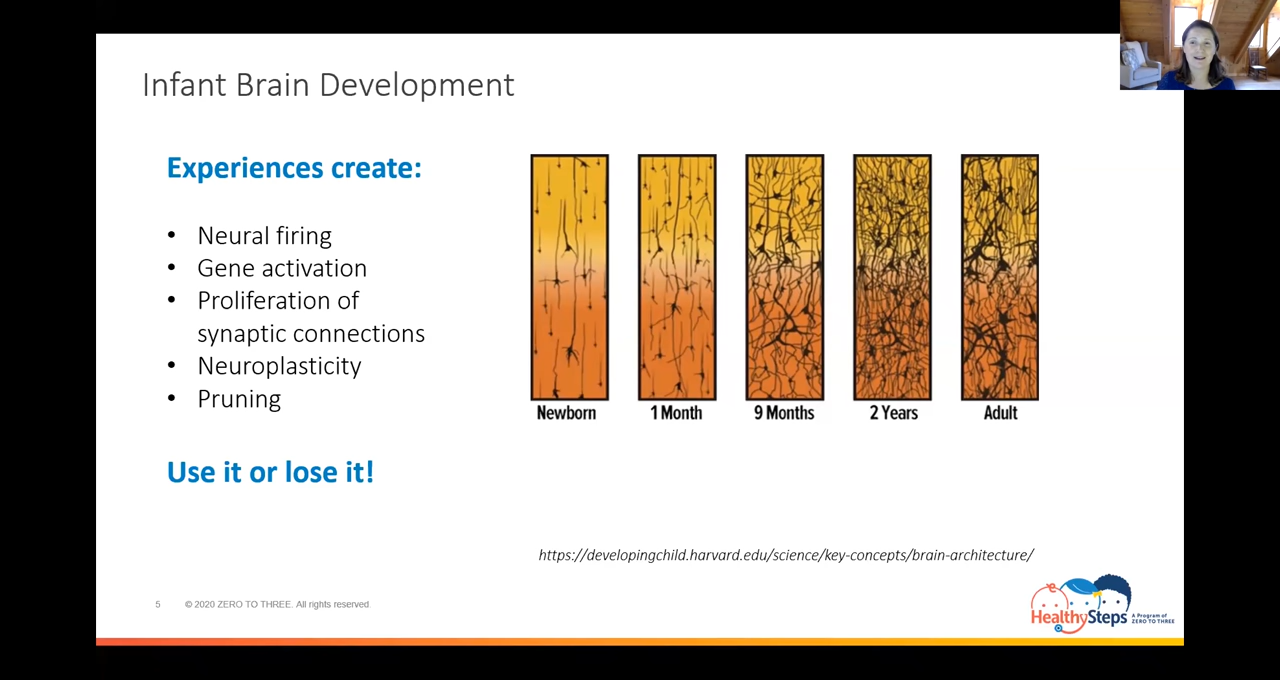 Infant Brain Development
Experiences create:
• Neural firing
• Gene activation
• Proliferation of
synaptic connections
• Neuroplasticity
• Pruning
Use it or lose it!
Newborn
1 Month
9 Months
2 Years
Adult
https://developingchild.harvard.edu/science/key-concepts/brain-architecture/
5
© 2020 ZERO TO THREE. All rights reserved.
HealthySteps
A Program of
ZERO TO THREE